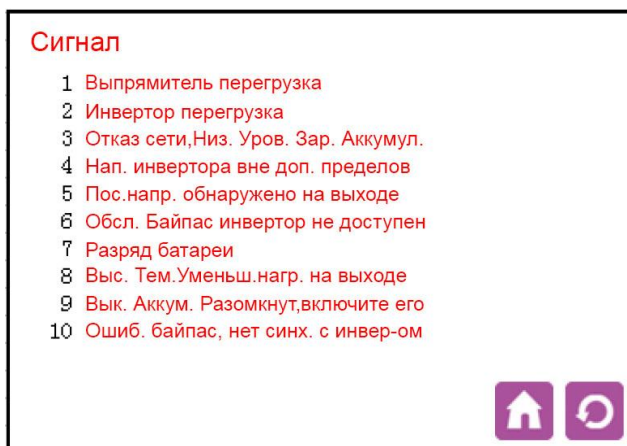 Сигнал
1 Выпрямитель перегрузка
2 Инвертор перегрузка
3 Отказ сети,Низ. Уров. Зар. Аккумул.
4 Нап. инвертора вне доп. пределов
5 Пос.напр. обнаружено на выходе
6 Обсл. Байпас инвертор не доступен
7 Разряд батареи
8 Выс. Тем.Уменьш.нагр. на выходе
9 Вык. Аккум. Разомкнут,включите его
10 Ошиб. байпас, нет синх. с инвер-ом